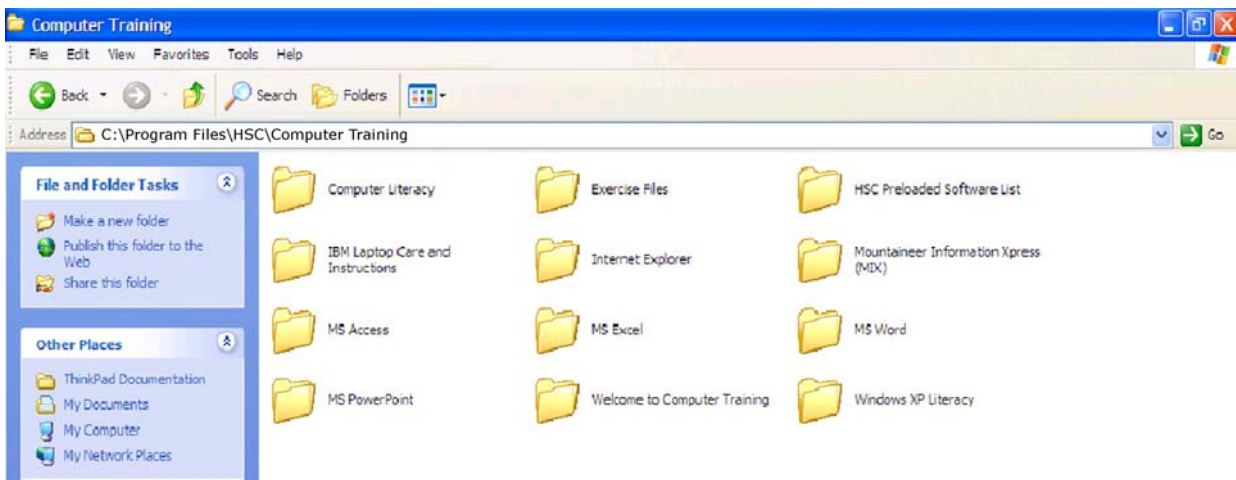 Computer Training
File Edit View Favorites Tools Help
Back Search Folders
Address C:\Program Files\HSC\Computer Training Go
File and Folder Tasks
Make a new folder
Publish this folder to the
Web
Share this folder
Other Places
ThinkPad Documentation
My Documents
My Computer
My Network Places
Computer Literacy
Exercise Files
HSC Preloaded Software List
IBM Laptop Care and
Instructions
Internet Explorer
Mountaineer Information Xpress
(MIX)
MS Access
MS Excel
MS Word
MS PowerPoint
Welcome to Computer Training
Windows XP Literacy